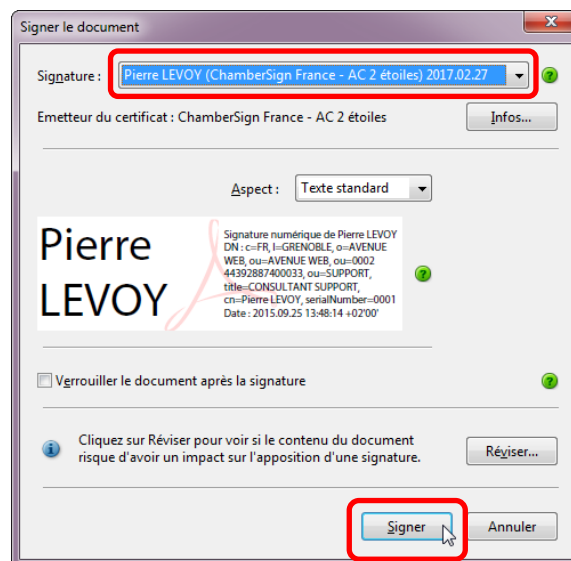 Signer le document
x
Signature : Pierre LEVOY (ChamberSign France - AC 2 étoiles) 2017.02.27 ?
Emetteur du certificat : ChamberSign France - AC 2 étoiles Infos...
Aspect : Texte standard
Pierre
LEVOY
Signature numérique de Pierre LEVOY
DN : c=FR, l=GRENOBLE, o=AVENUE
WEB, ou=AVENUE WEB, ou=0002
44392887400033, ou=SUPPORT,
title=CONSULTANT SUPPORT,
cn=Pierre LEVOY, serialNumber=0001
Date : 2015.09.25 13:48:14 +02'00'
?
Verrouiller le document après la signature ?
i
Cliquez sur Réviser pour voir si le contenu du document
risque d'avoir un impact sur l'apposition d'une signature.
Réviser...
Signer Annuler